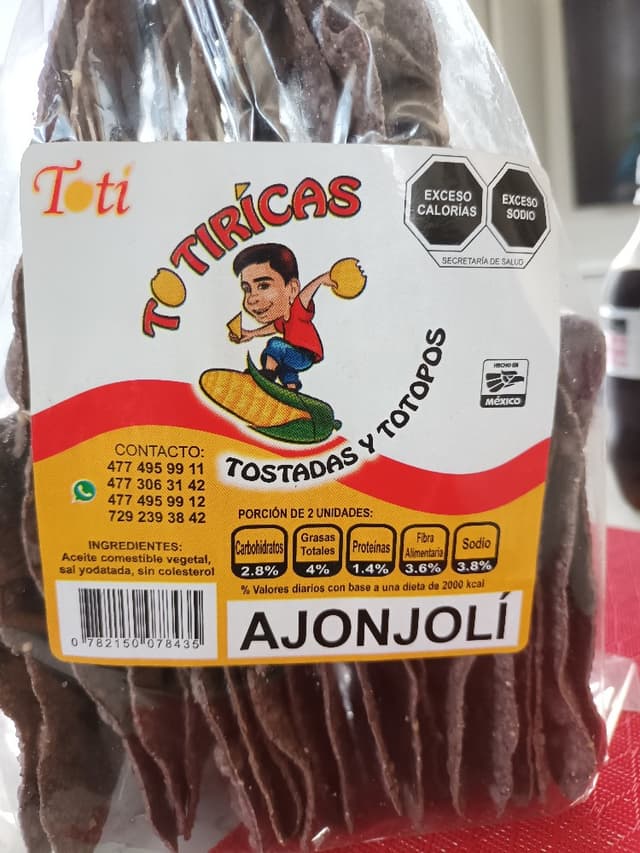 Toti
TOTIRÍCAS
EXCESO
CALORÍAS
EXCESO
SODIO
SECRETARÍA DE SALUD
HECHO EN
MÉXICO
TOSTADAS Y TOTOPOS
CONTACTO:
477 495 99 11
477 306 31 42
477 495 99 12
729 239 38 42
INGREDIENTES:
Aceite comestible vegetal,
sal yodatada, sin colesterol
PORCIÓN DE 2 UNIDADES:
Carbohidratos
2.8%
Grasas
Totales
4%
Proteínas
1.4%
Fibra
Alimentaria
3.6%
Sodio
3.8%
% Valores diarios con base a una dieta de 2000 kcal
0 782150 078435
AJONJOLÍ